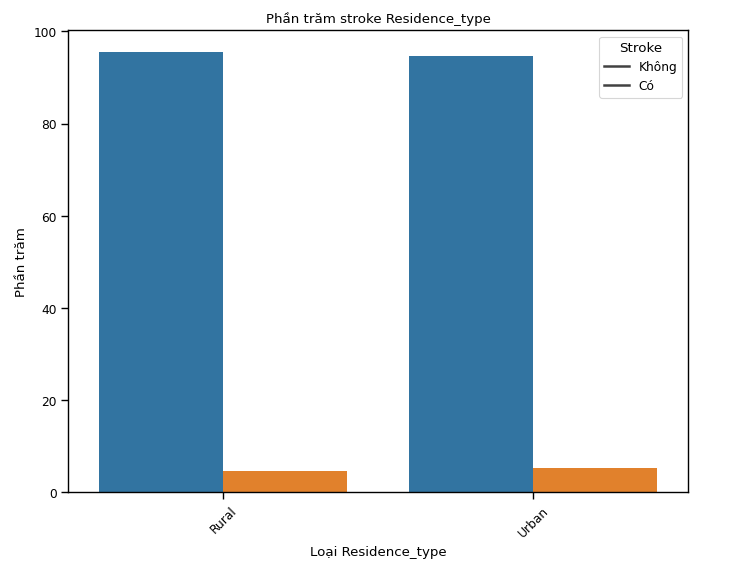 Phần trăm stroke Residence_type
Stroke
Không
Có
100
80
60
40
20
0
Phần trăm
Rural
Urban
Loại Residence_type